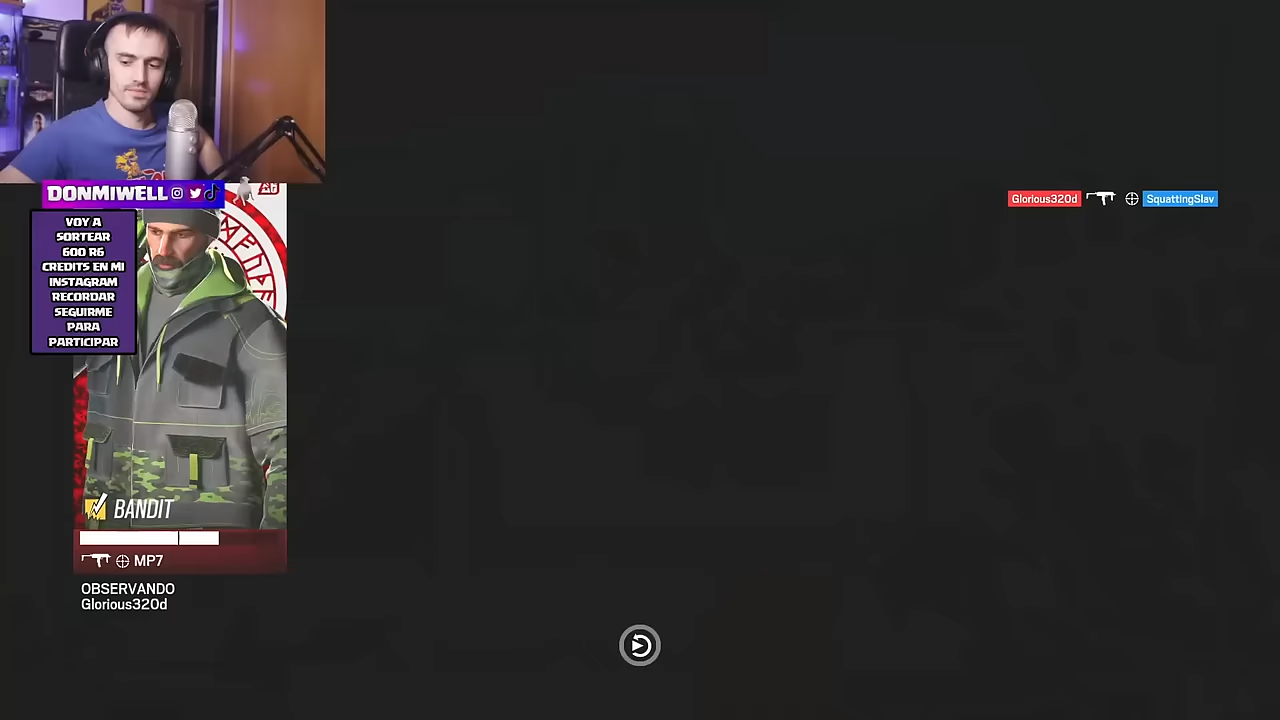 DONMIWELL
VOY A
SORTEAR
600 R6
CREDITS EN MI
INSTAGRAM
RECORDAR
SEGUIRME
PARA
PARTICIPAR
Glorious320d SquattingSlav
BANDIT
MP7
OBSERVANDO
Glorious320d